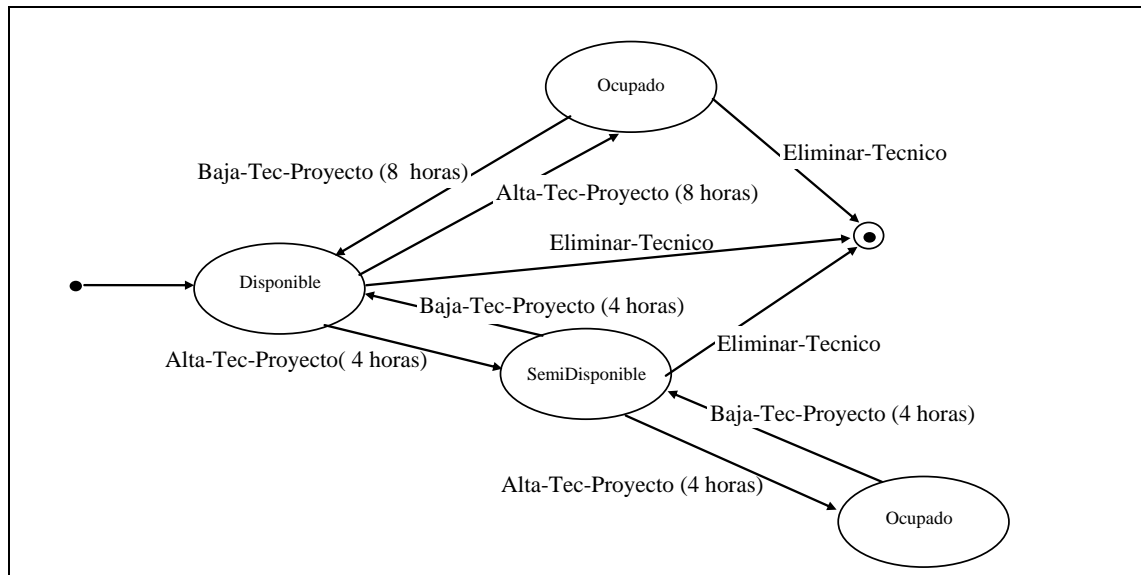 Ocupado
Eliminar-Tecnico
Baja-Tec-Proyecto (8 horas)
Alta-Tec-Proyecto (8 horas)
Eliminar-Tecnico
Disponible
Baja-Tec-Proyecto (4 horas)
Eliminar-Tecnico
Alta-Tec-Proyecto( 4 horas)
SemiDisponible
Baja-Tec-Proyecto (4 horas)
Alta-Tec-Proyecto (4 horas)
Ocupado